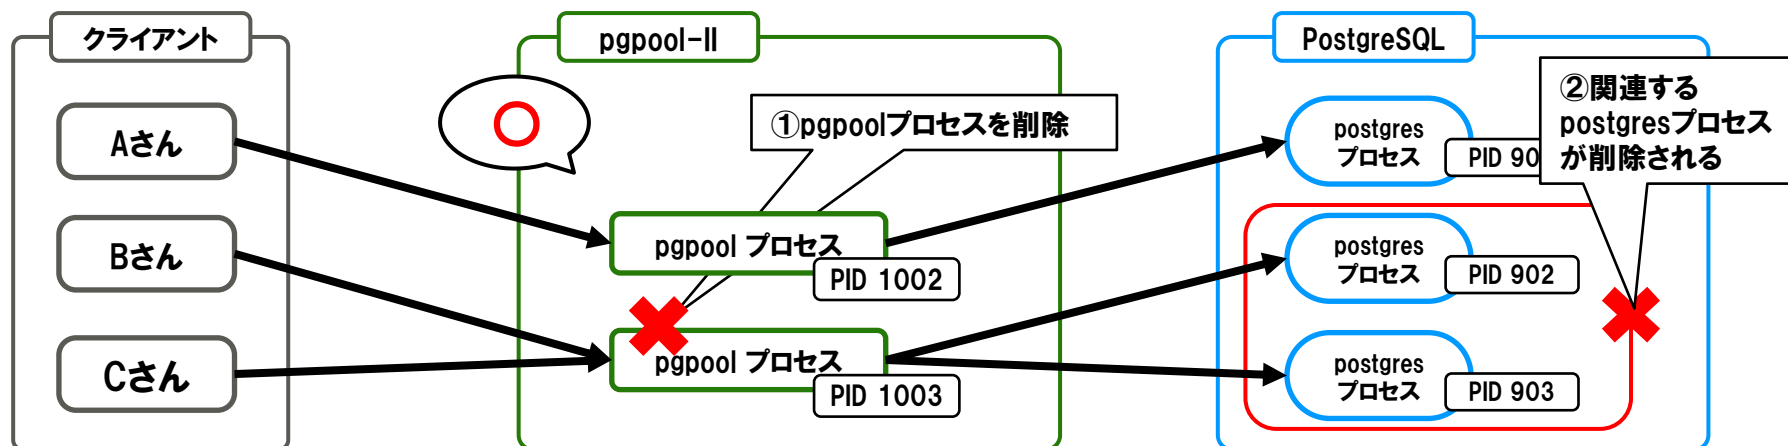 クライアント
Aさん
Bさん
Cさん
pgpool-II
①pgpoolプロセスを削除
pgpool プロセス
PID 1002
pgpool プロセス
PID 1003
PostgreSQL
②関連する
postgresプロセス
が削除される
postgres
プロセス
PID 90
postgres
プロセス
PID 902
postgres
プロセス
PID 903